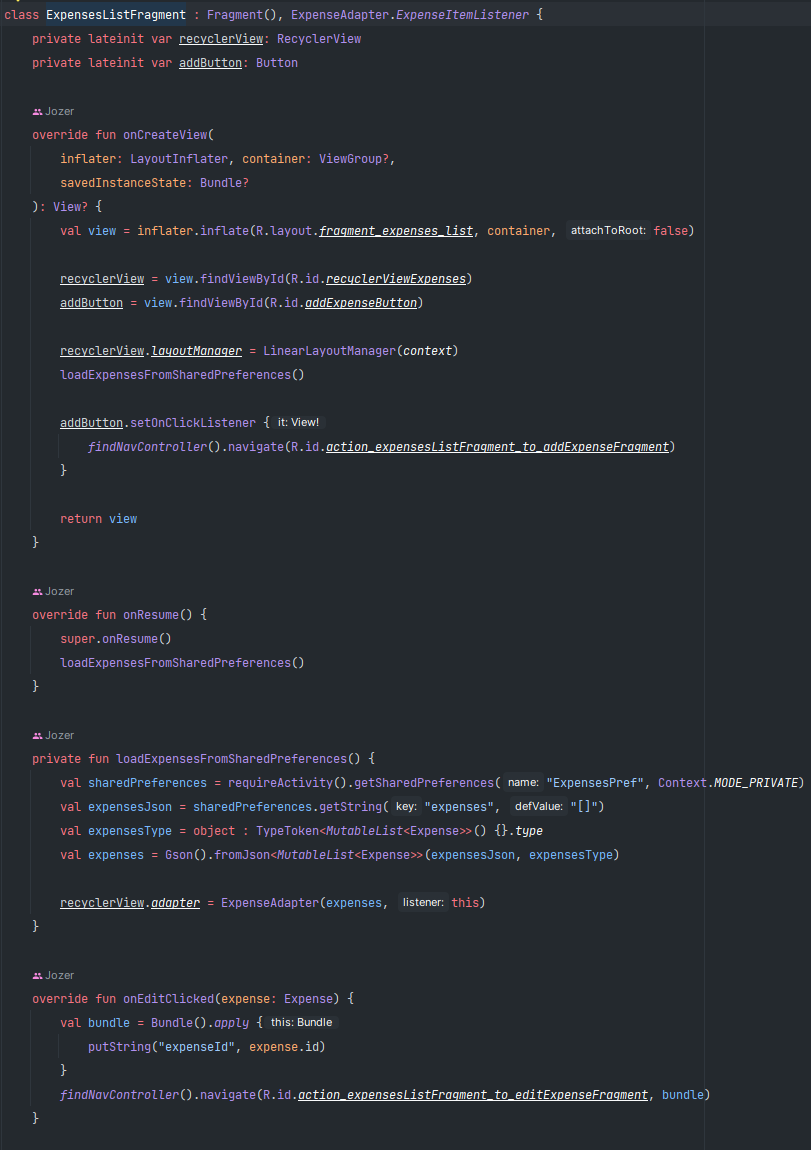 class ExpensesListFragment : Fragment(), ExpenseAdapter.ExpenseItemListener {
    private lateinit var recyclerView: RecyclerView
    private lateinit var addButton: Button

    Jozer
    override fun onCreateView(
        inflater: LayoutInflater, container: ViewGroup?,
        savedInstanceState: Bundle?
    ): View? {
        val view = inflater.inflate(R.layout.fragment_expenses_list, container, attachToRoot: false)

        recyclerView = view.findViewById(R.id.recyclerViewExpenses)
        addButton = view.findViewById(R.id.addExpenseButton)

        recyclerView.layoutManager = LinearLayoutManager(context)
        loadExpensesFromSharedPreferences()

        addButton.setOnClickListener { it: View!
            findNavController().navigate(R.id.action_expensesListFragment_to_addExpenseFragment)
        }

        return view
    }

    Jozer
    override fun onResume() {
        super.onResume()
        loadExpensesFromSharedPreferences()
    }

    Jozer
    private fun loadExpensesFromSharedPreferences() {
        val sharedPreferences = requireActivity().getSharedPreferences( name: "ExpensesPref", Context.MODE_PRIVATE)
        val expensesJson = sharedPreferences.getString( key: "expenses", defValue: "[]")
        val expensesType = object : TypeToken<MutableList<Expense>>() {}.type
        val expenses = Gson().fromJson<MutableList<Expense>>(expensesJson, expensesType)

        recyclerView.adapter = ExpenseAdapter(expenses, listener: this)
    }

    Jozer
    override fun onEditClicked(expense: Expense) {
        val bundle = Bundle().apply { this: Bundle
            putString("expenseId", expense.id)
        }
        findNavController().navigate(R.id.action_expensesListFragment_to_editExpenseFragment, bundle)
    }